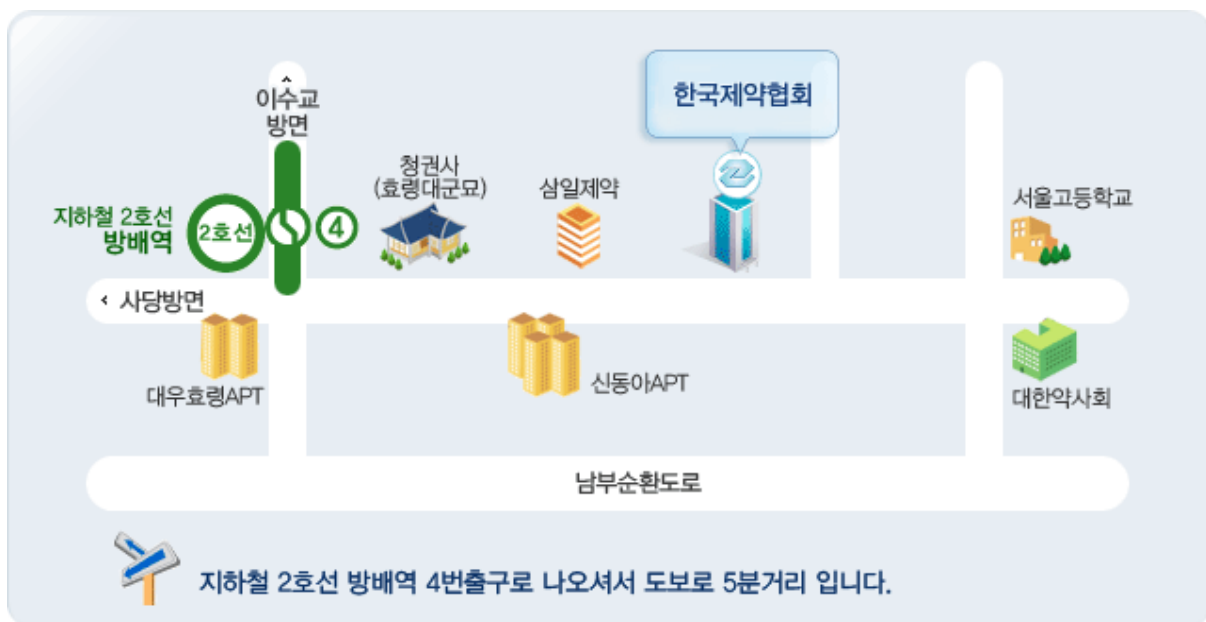 이수교
방면
한국제약협회
청권사
(효령대군묘)
삼일제약
서울고등학교
지하철 2호선
방배역
2호선
4
사당방면
대우효령APT
신동아APT
대한약사회
남부순환도로
지하철 2호선 방배역 4번출구로 나오셔서 도보로 5분거리 입니다.